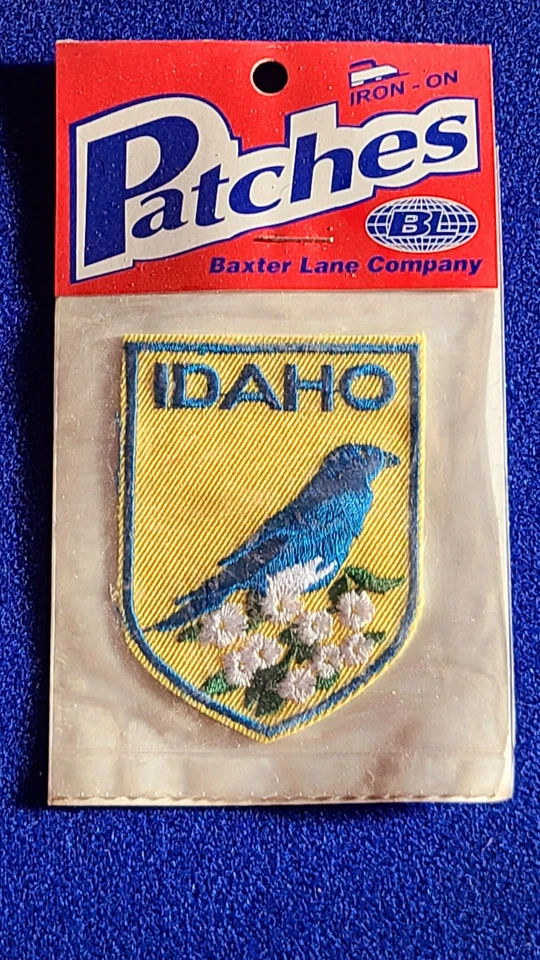 IRON - ON
Patches
BL
Baxter Lane Company
IDAHO